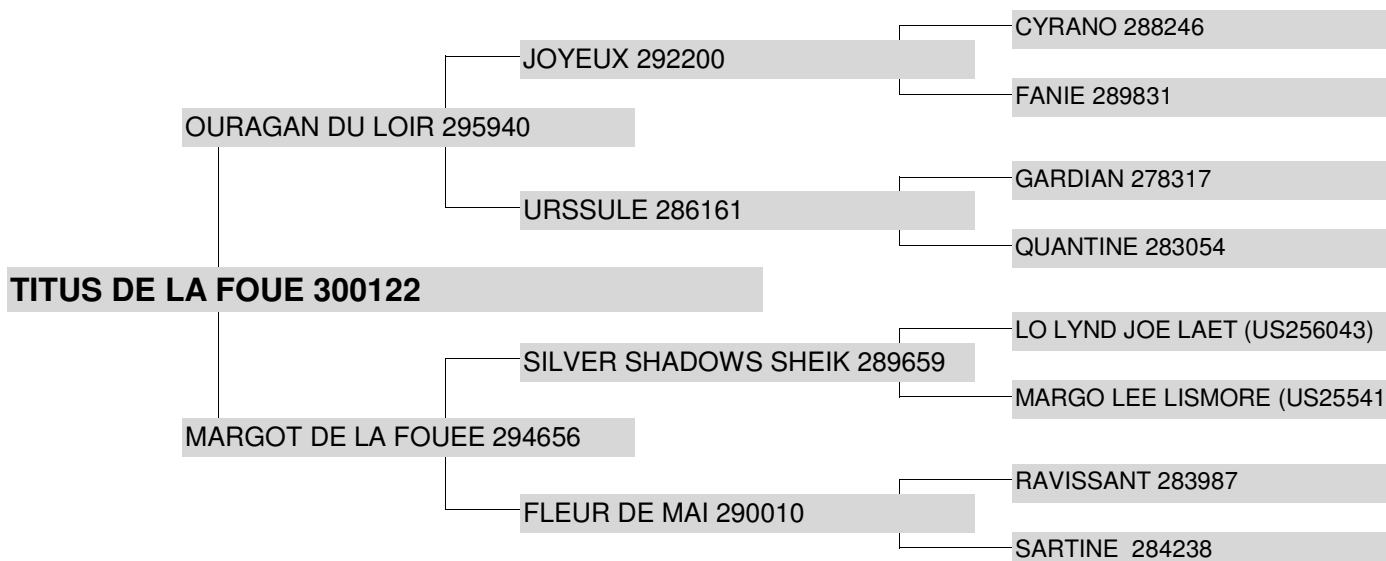 CYRANO 288246
JOYEUX 292200
FANIE 289831
OURAGAN DU LOIR 295940
GARDIAN 278317
URSSULE 286161
QUANTINE 283054
TITUS DE LA FOUE 300122
LO LYND JOE LAET (US256043)
SILVER SHADOWS SHEIK 289659
MARGO LEE LISMORE (US25541
MARGOT DE LA FOUEE 294656
RAVISSANT 283987
FLEUR DE MAI 290010
SARTINE 284238